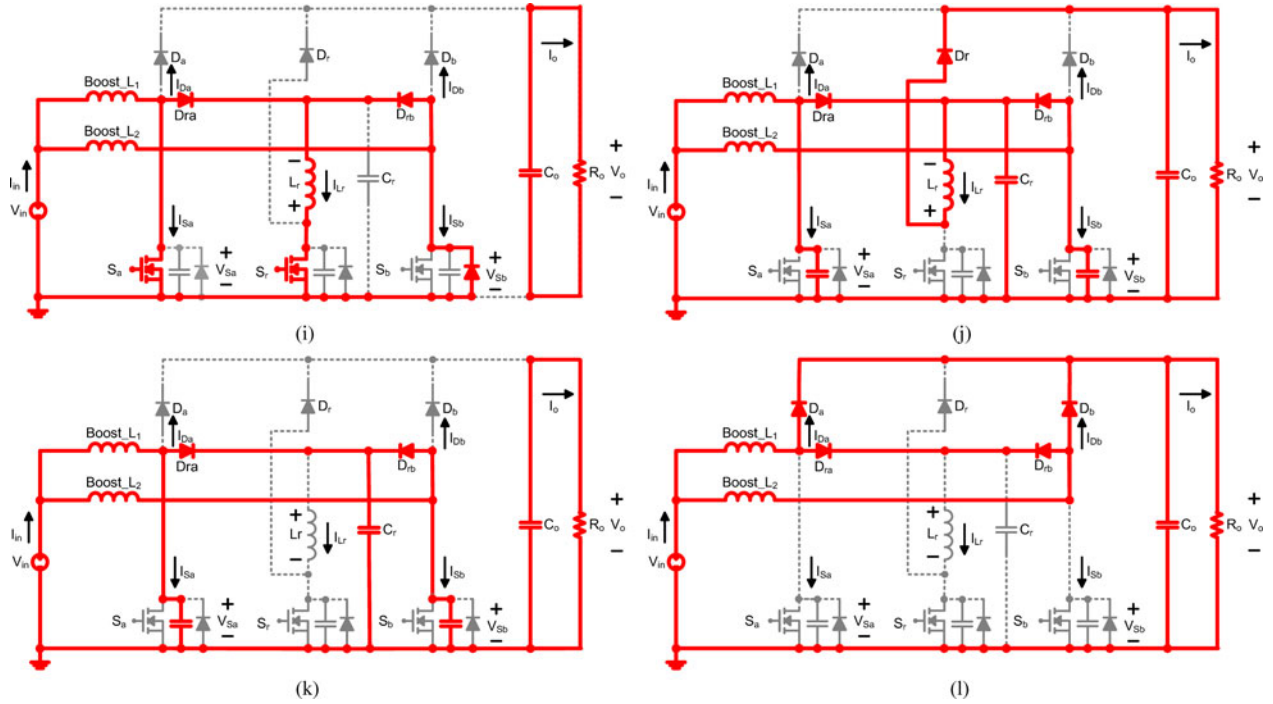 Da Dr Db Io
IDa IDb
Boost_L1
Dra Drb
Boost_L2
− Lr + ILr Cr Co Ro + Vo −
Iin
Vin
ISa ISb
Sa + VSa − Sr Sb + VSb −
(i)
Da Dr Db Io
IDa IDb
Boost_L1
Dra Drb
Boost_L2
− Lr + ILr Cr Co Ro + Vo −
Iin
Vin
ISa ISb
Sa + VSa − Sr Sb + VSb −
(j)
Da Dr Db Io
IDa IDb
Boost_L1
Dra Drb
Boost_L2
+ Lr − ILr Cr Co Ro + Vo −
Iin
Vin
ISa ISb
Sa + VSa − Sr Sb + VSb −
(k)
Da Dr Db Io
IDa IDb
Boost_L1
Dra Drb
Boost_L2
+ Lr − ILr Cr Co Ro + Vo −
Iin
Vin
ISa ISb
Sa + VSa − Sr Sb + VSb −
(l)